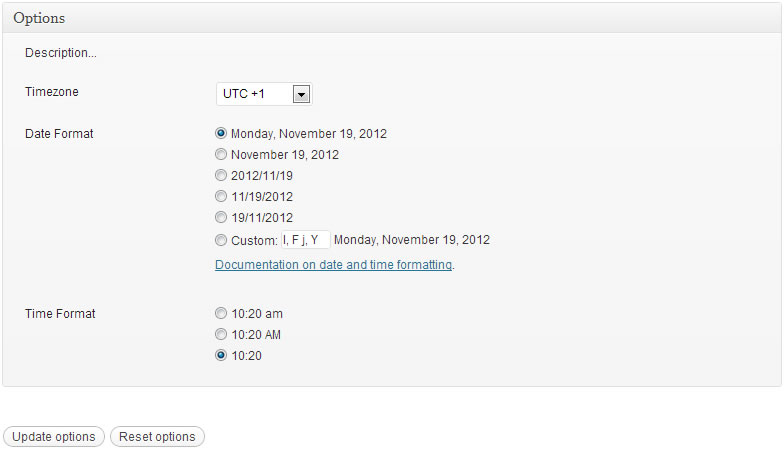 Options
Description...
Timezone UTC +1
Date Format Monday, November 19, 2012
November 19, 2012
2012/11/19
11/19/2012
19/11/2012
Custom: l, F j, Y Monday, November 19, 2012
Documentation on date and time formatting.
Time Format 10:20 am
10:20 AM
10:20
Update options Reset options